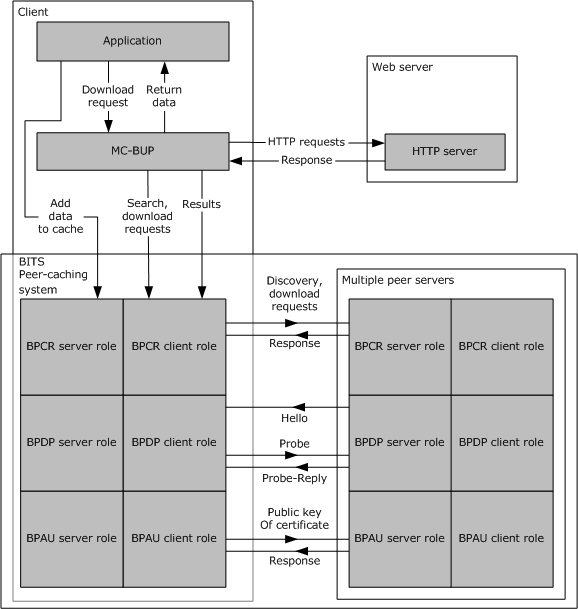 Client
Application
Download
request
Return
data
Web server
MC-BUP
HTTP requests
Response
HTTP server
Add
data
to cache
Search,
download
requests
Results
BITS
Peer-caching
system
Discovery,
download
requests
Response
Multiple peer servers
BPCR server role
BPCR client role
BPCR server role
BPCR client role
Hello
BPDP server role
BPDP client role
Probe
Probe-Reply
BPDP server role
BPDP client role
BPAU server role
BPAU client role
Public key
Of certificate
Response
BPAU server role
BPAU client role